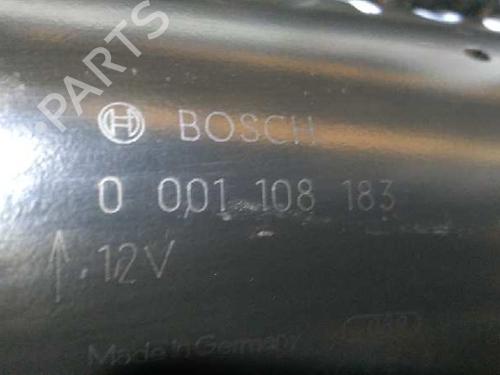 BOSCH
0 001 108 183
12V
Made in Germany
B-PARTS